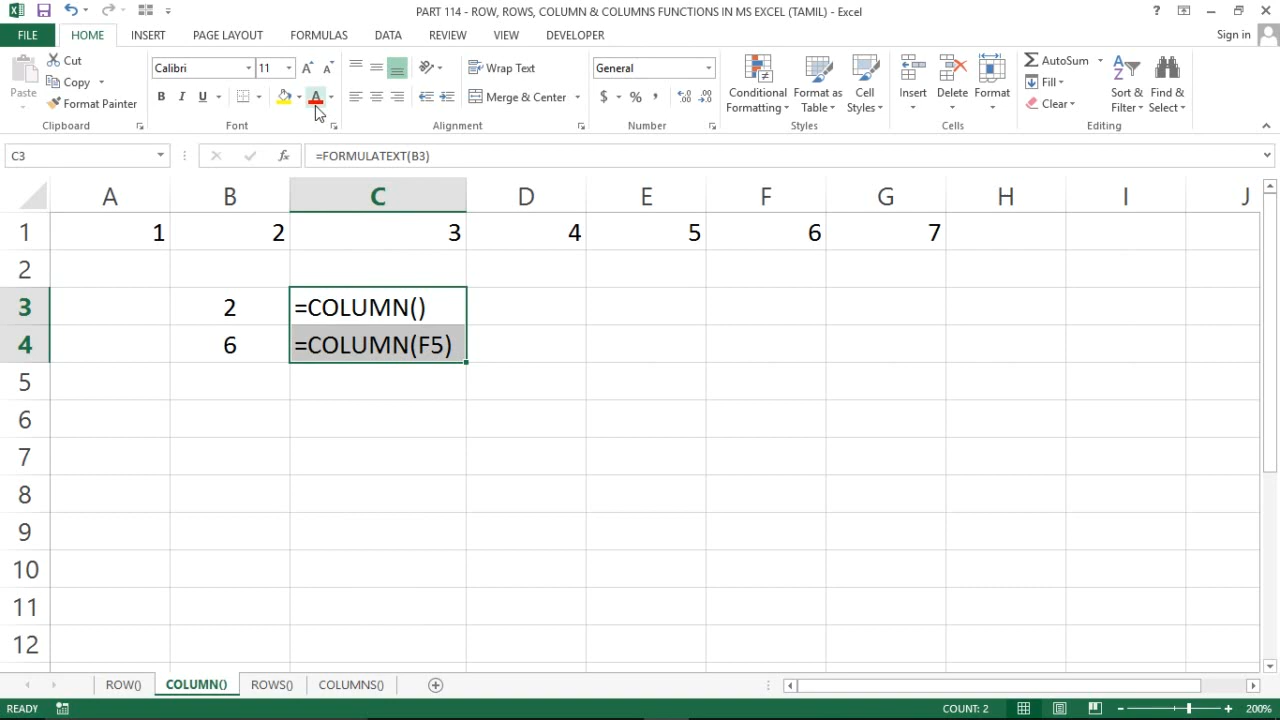 PART 114 - ROW, ROWS, COLUMN & COLUMNS FUNCTIONS IN MS EXCEL (TAMIL) - Excel
?
FILE HOME INSERT PAGE LAYOUT FORMULAS DATA REVIEW VIEW DEVELOPER Sign in
Paste
Cut
Copy
Format Painter
Clipboard
Calibri 11
B I U A
Font
Wrap Text
Merge & Center
Alignment
General
$ % ,
Number
Conditional Formatting
Format as Table
Cell Styles
Styles
Insert Delete Format
Cells
AutoSum
Fill
Clear
Sort & Filter
Find & Select
Editing
C3 fx =FORMULATEXT(B3)
A B C D E F G H I J
1 1 2 3 4 5 6 7
2
3 2 =COLUMN()
4 6 =COLUMN(F5)
5
6
7
8
9
10
11
12
ROW() COLUMN() ROWS() COLUMNS()
READY COUNT: 2 200%